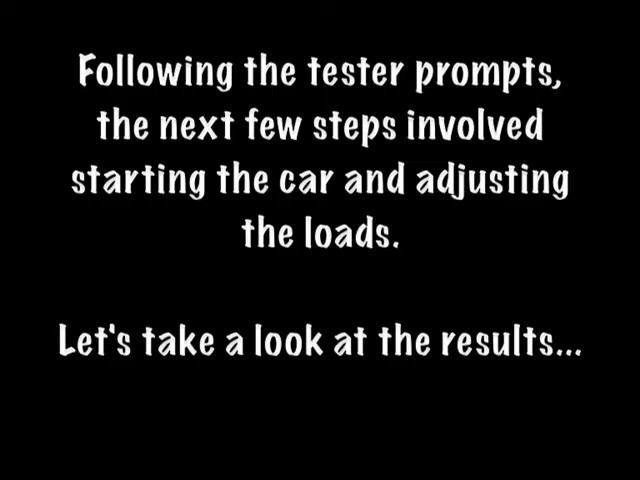 Following the tester prompts,
the next few steps involved
starting the car and adjusting
the loads.
Let's take a look at the results...